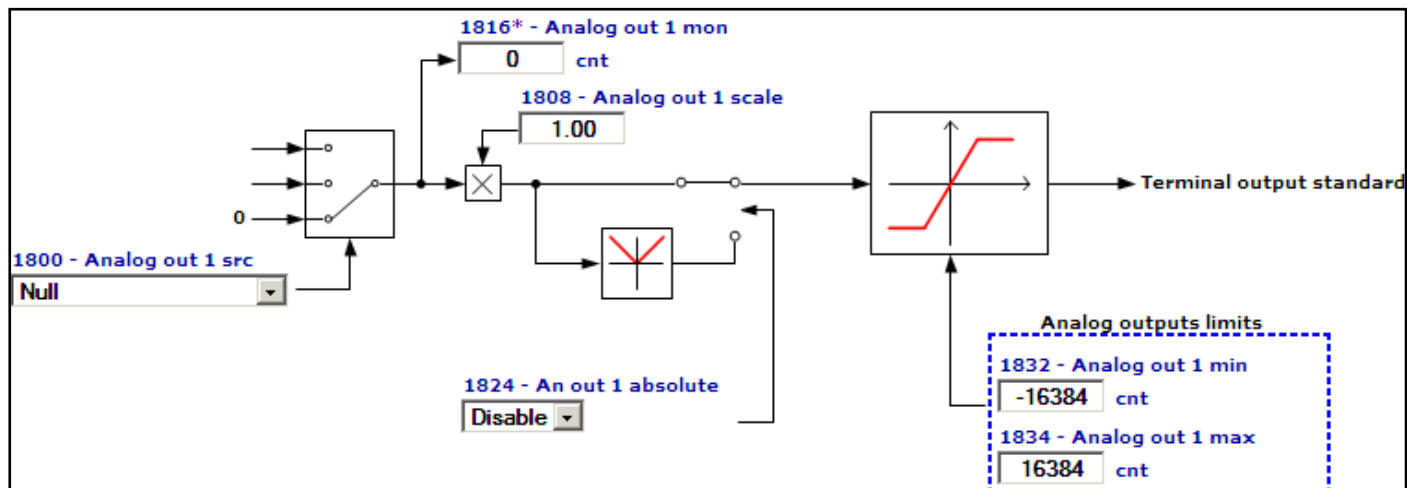 1816* - Analog out 1 mon
0 cnt
1808 - Analog out 1 scale
1.00
0
Terminal output standard
1800 - Analog out 1 src
Null
Analog outputs limits
1832 - Analog out 1 min
-16384 cnt
1824 - An out 1 absolute
Disable
1834 - Analog out 1 max
16384 cnt